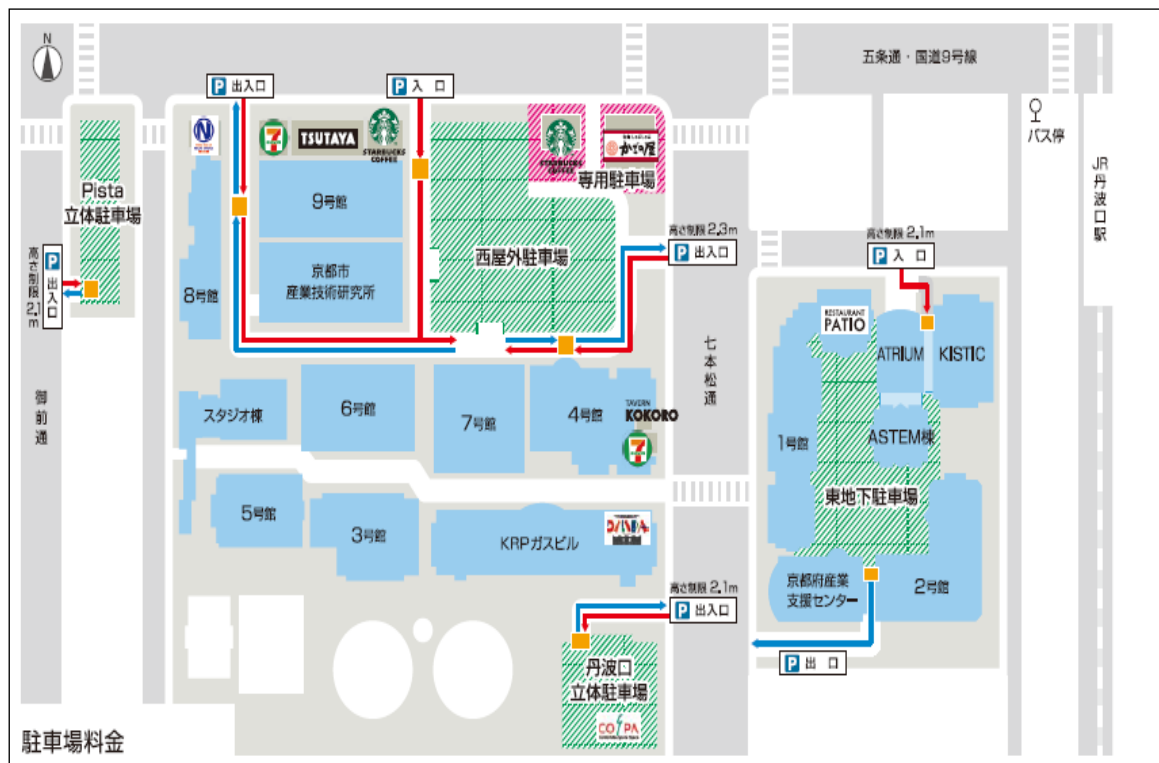 N
五条通・国道9号線
P 出入口
P 入 口
バス停
JR丹波口駅
N
7
TSUTAYA
STARBUCKS COFFEE
かごの屋
専用駐車場
Pista
立体駐車場
9号館
西屋外駐車場
高さ制限 2.3m
P 出入口
高さ制限 2.1m
P 入 口
高さ制限 2.1m
P 出入口
8号館
京都市
産業技術研究所
RESTAURANT
PATIO
ATRIUM
KISTIC
七本松通
御前通
スタジオ棟
6号館
7号館
4号館
TAVERN
KOKORO
7
1号館
ASTEM棟
東地下駐車場
5号館
3号館
KRPガスビル
高さ制限 2.1m
P 出入口
京都府産業
支援センター
2号館
P 出 口
丹波口
立体駐車場
COSPA
駐車場料金